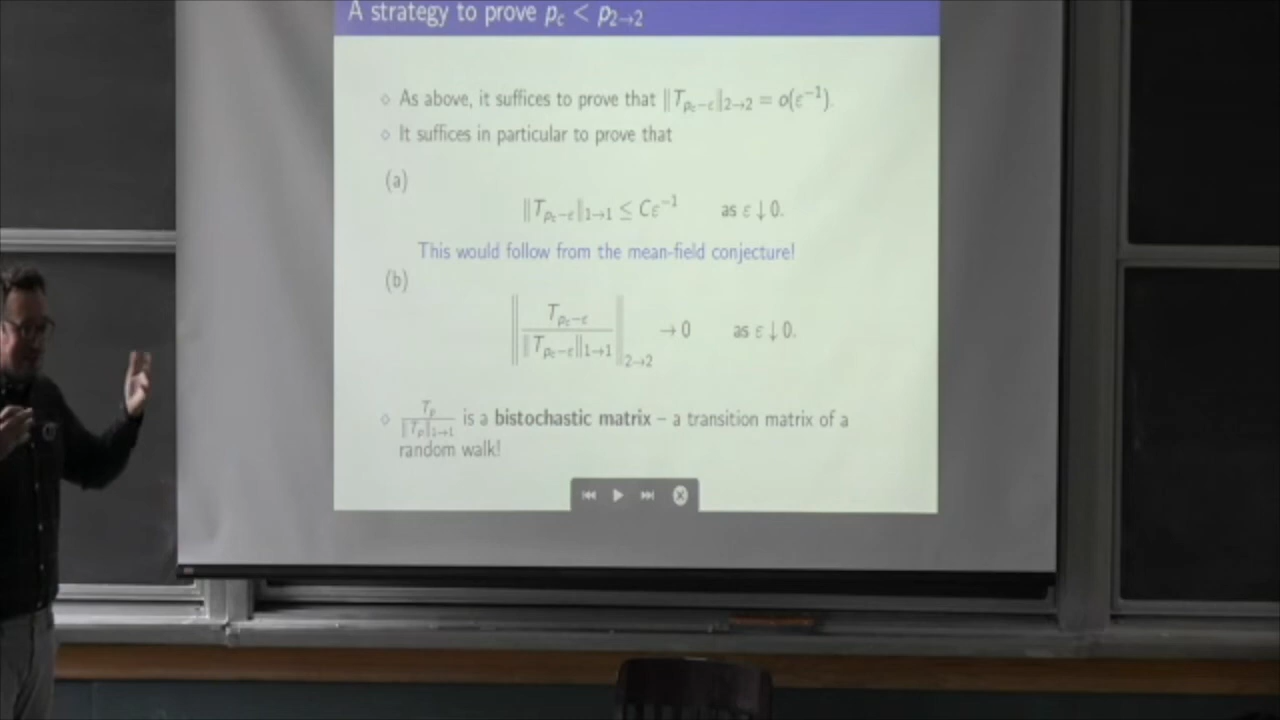 A strategy to prove p_c < p_{2→2}
⋄ As above, it suffices to prove that ‖T_{p_c−ε}‖_{2→2} = o(ε^{−1}).
⋄ It suffices in particular to prove that
(a)
‖T_{p_c−ε}‖_{1→1} ≤ Cε^{−1} as ε ↓ 0.
This would follow from the mean-field conjecture!
(b)
‖ T_{p_c−ε} / ‖T_{p_c−ε}‖_{1→1} ‖_{2→2} → 0 as ε ↓ 0.
⋄ T_p / ‖T_p‖_{1→1} is a bistochastic matrix – a transition matrix of a
random walk!